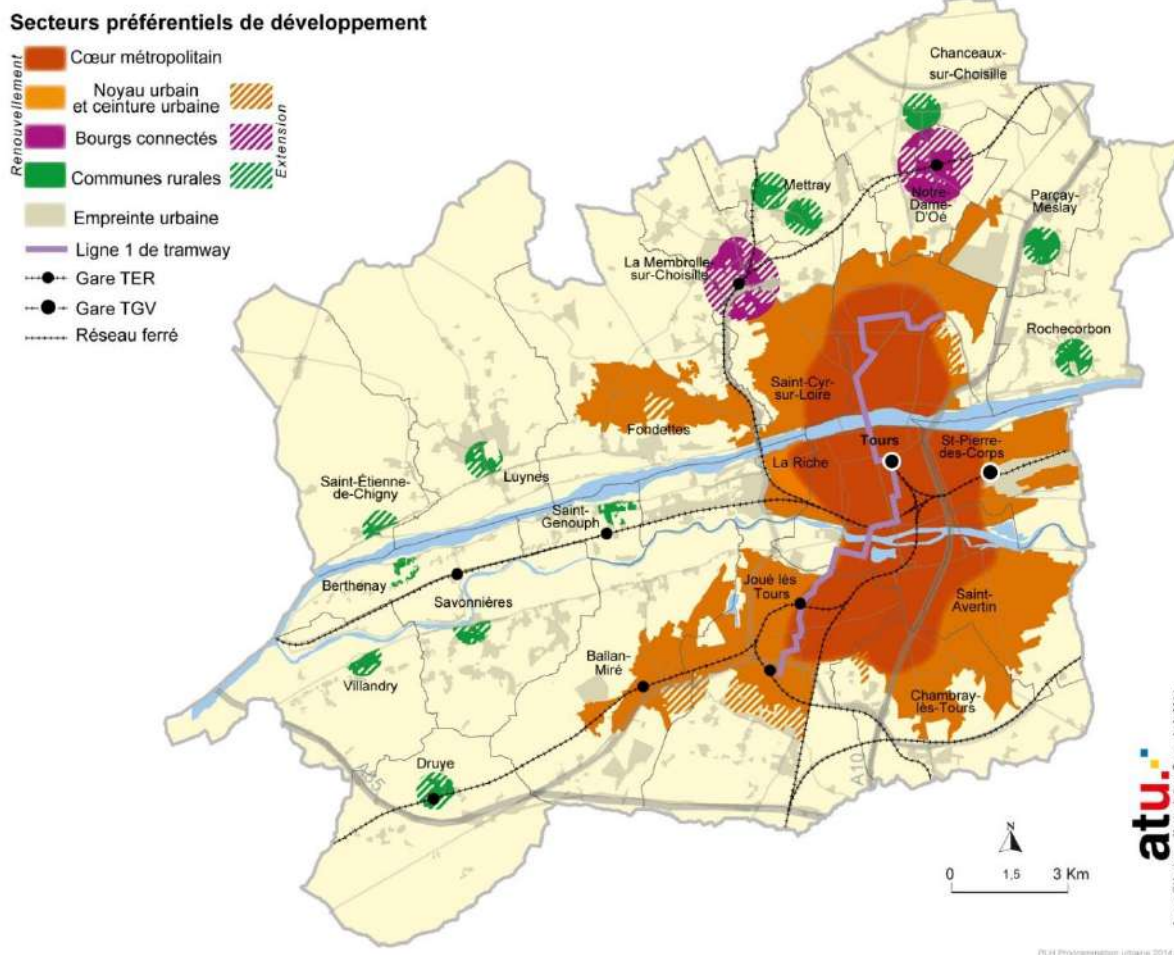 Secteurs préférentiels de développement
Renouvellement
Cœur métropolitain
Noyau urbain
et ceinture urbaine
Bourgs connectés
Communes rurales
Extension
Empreinte urbaine
Ligne 1 de tramway
Gare TER
Gare TGV
Réseau ferré
Chanceaux-
sur-Choisille
Mettray
Notre-
Dame-
D'Oé
Parçay-
Meslay
La Membrolle-
sur-Choisille
Rochecorbon
Saint-Cyr-
sur-Loire
Fondettes
Tours
St-Pierre-
des-Corps
La Riche
Luynes
Saint-Étienne-
de-Chigny
Saint-
Genouph
Berthenay
Savonnières
Joué lès
Tours
Saint-
Avertin
Ballan-
Miré
Villandry
Chambray-
lès-Tours
Druye
A85
A10
N
0 1,5 3 Km
atu.